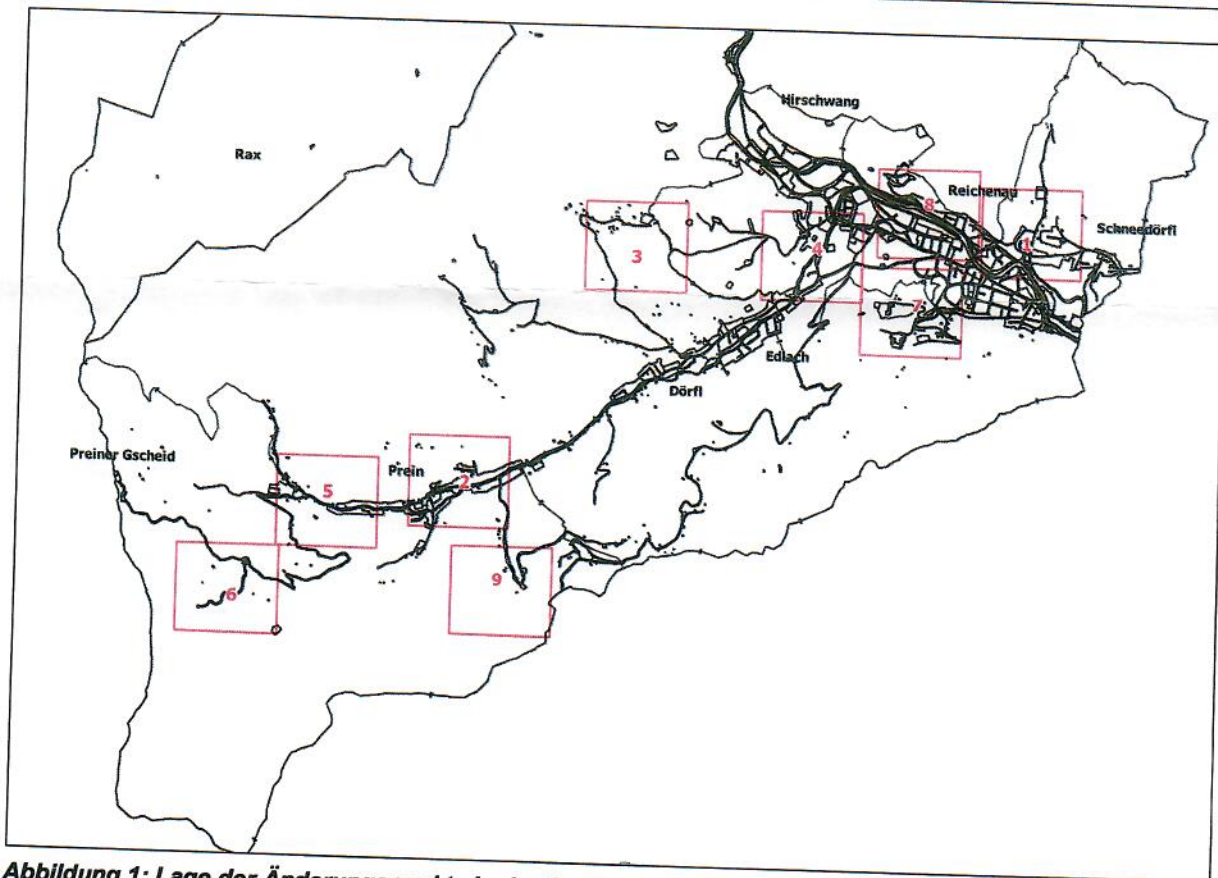 Hirschwang
Rax
Reichenau
8
Schneedörfl
1
3
4
7
Edlach
Dörfl
Preiner Gscheid
Prein
5
2
9
6
Abbildung 1: Lage der Änderungspunkte